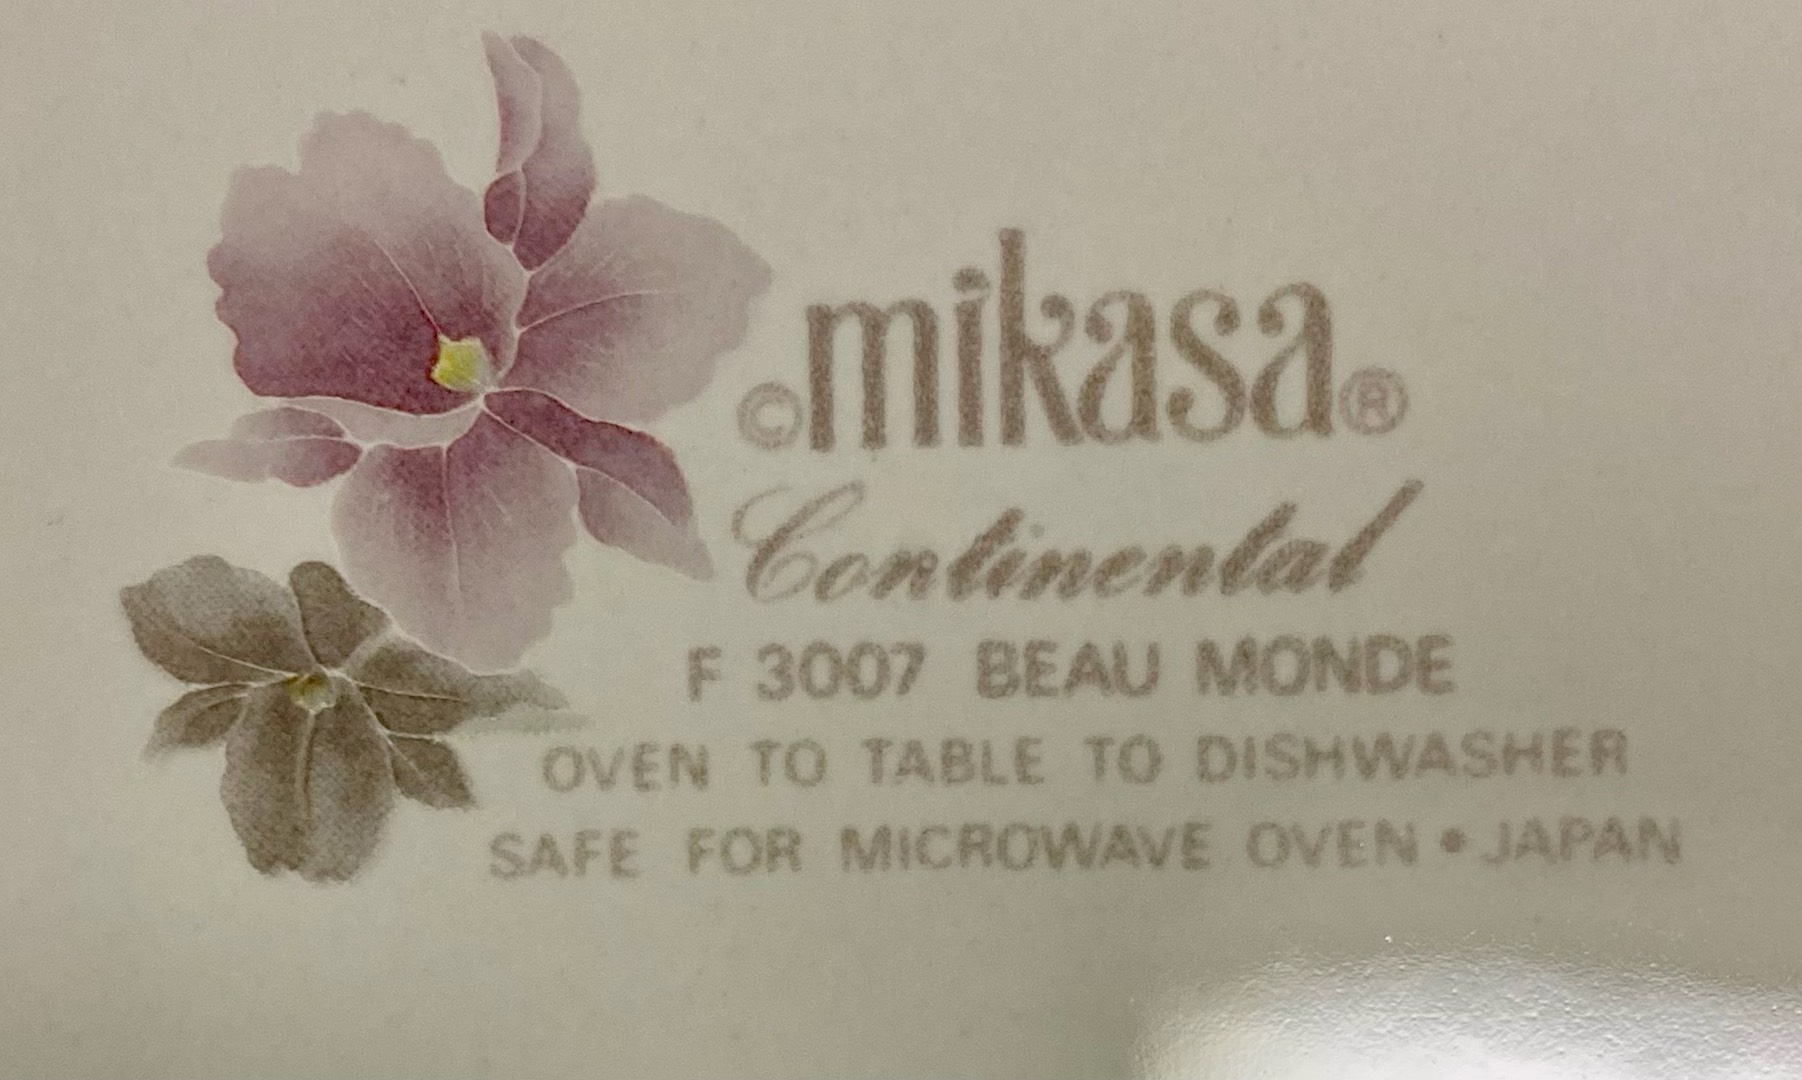 ©mikasa®
Continental
F 3007 BEAU MONDE
OVEN TO TABLE TO DISHWASHER
SAFE FOR MICROWAVE OVEN • JAPAN